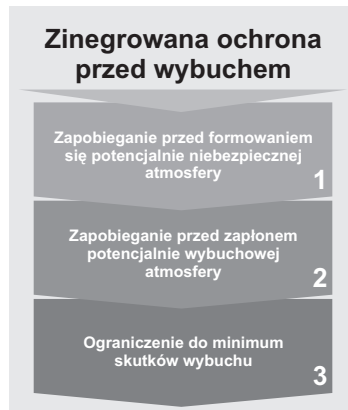 Zinegrowana ochrona
przed wybuchem
Zapobieganie przed formowaniem
się potencjalnie niebezpiecznej
atmosfery
1
Zapobieganie przed zapłonem
potencjalnie wybuchowej
atmosfery
2
Ograniczenie do minimum
skutków wybuchu
3